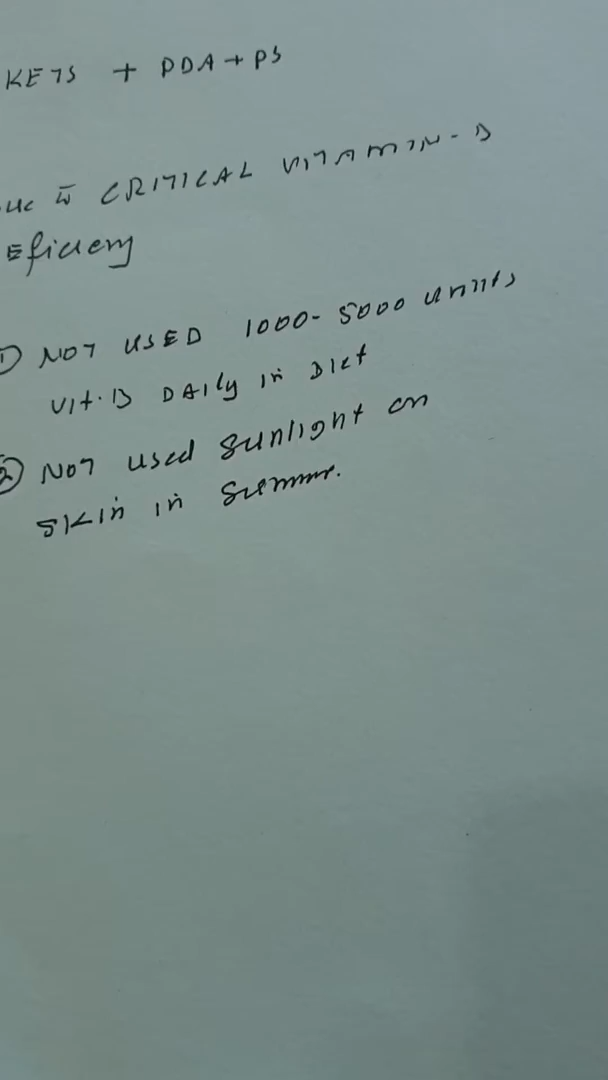 KETS + PDA + PS
CRITICAL VITAMIN-D
Eficieny
1) NOT USED 1000-5000 units
Vit.D DAily in Diet
2) NOT used sunlight on
skin in summr.